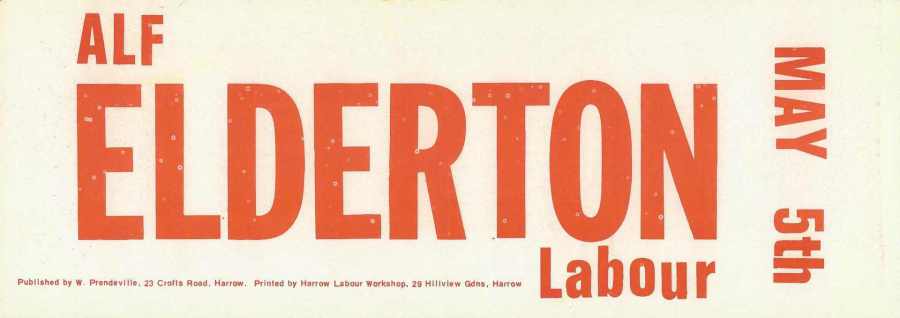 ALF
ELDERTON
Labour
MAY 5th
Published by W. Prendeville, 23 Crofts Road, Harrow. Printed by Harrow Labour Workshop, 29 Hillview Gdns, Harrow